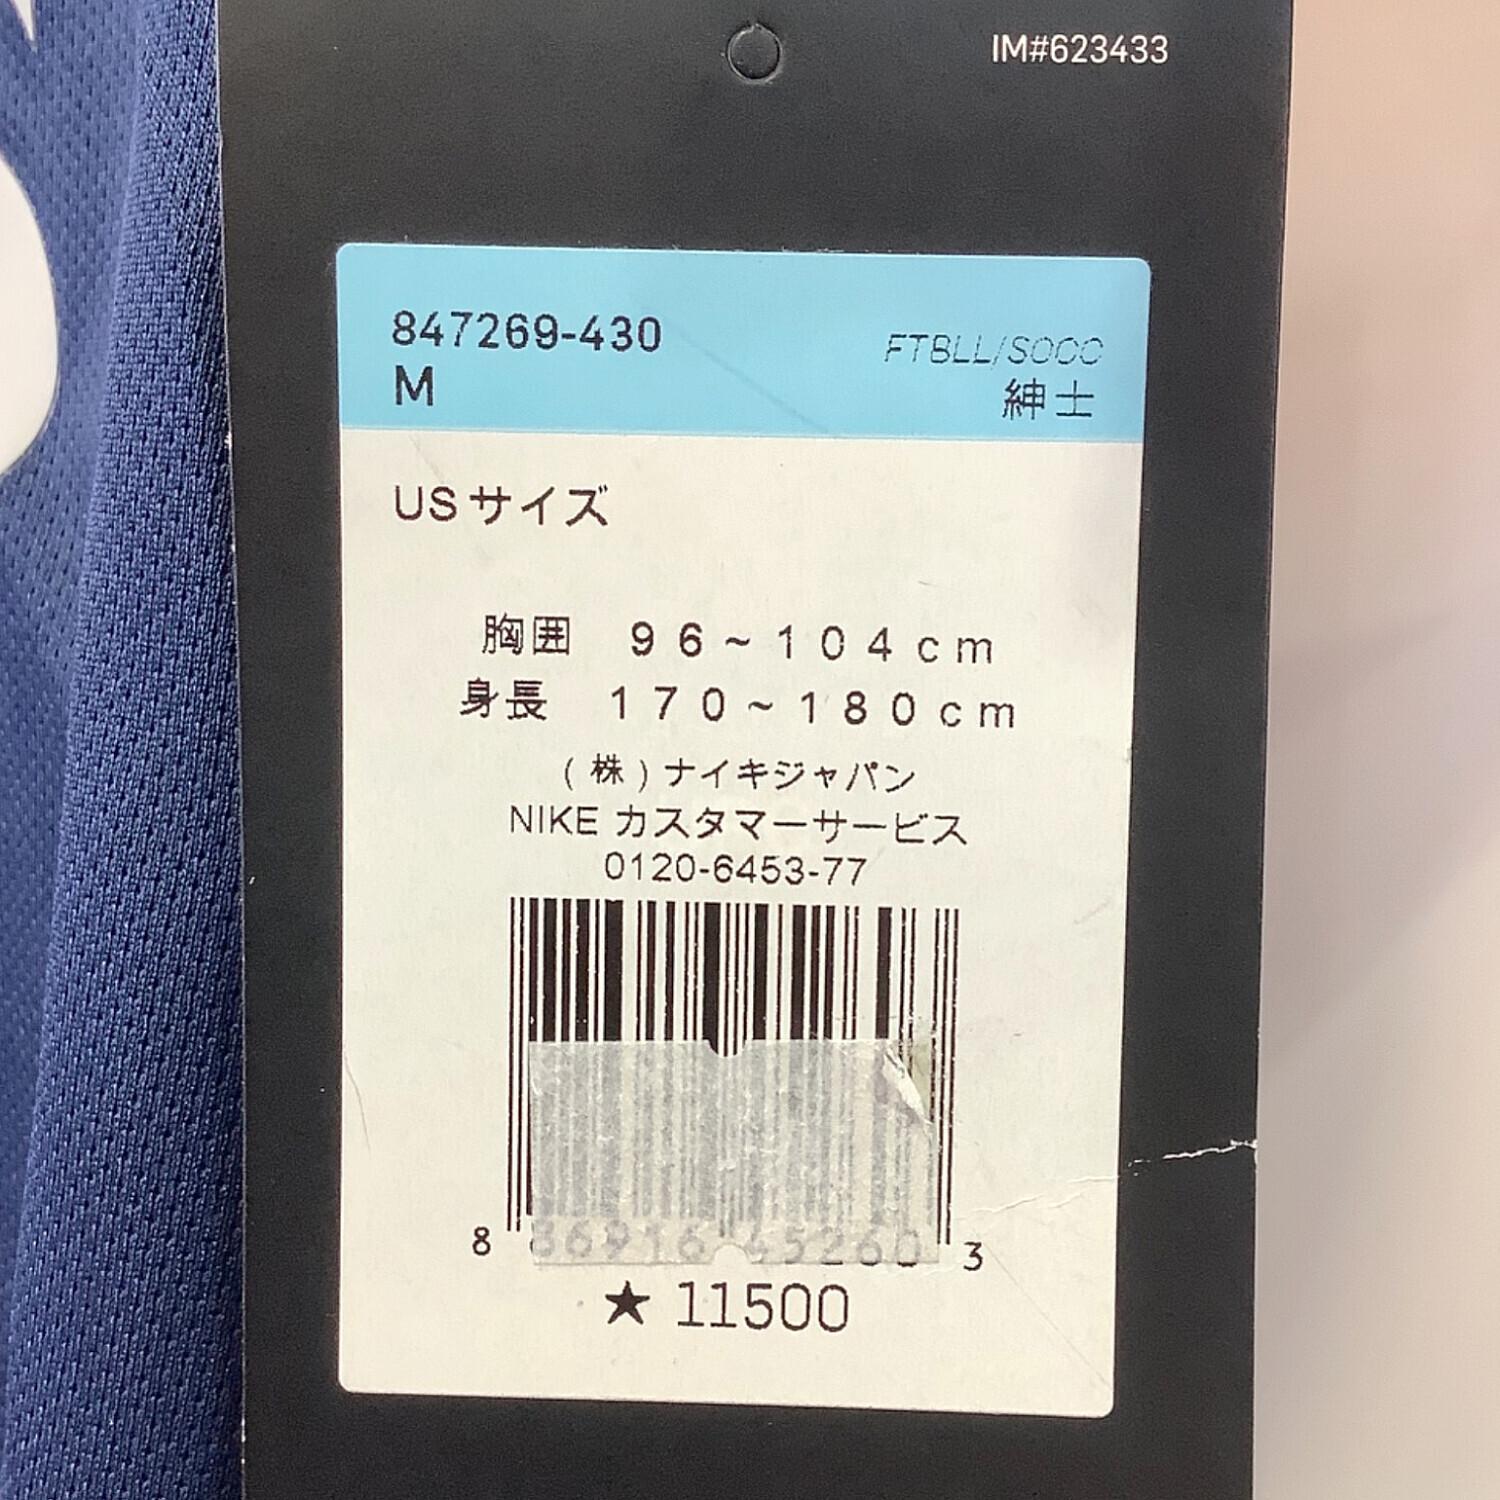 IM#623433
847269-430
M
FTBLL/SOCC
紳士
USサイズ
胸囲 96~104cm
身長 170~180cm
(株)ナイキジャパン
NIKE カスタマーサービス
0120-6453-77
8 86916 45260 3
★ 11500